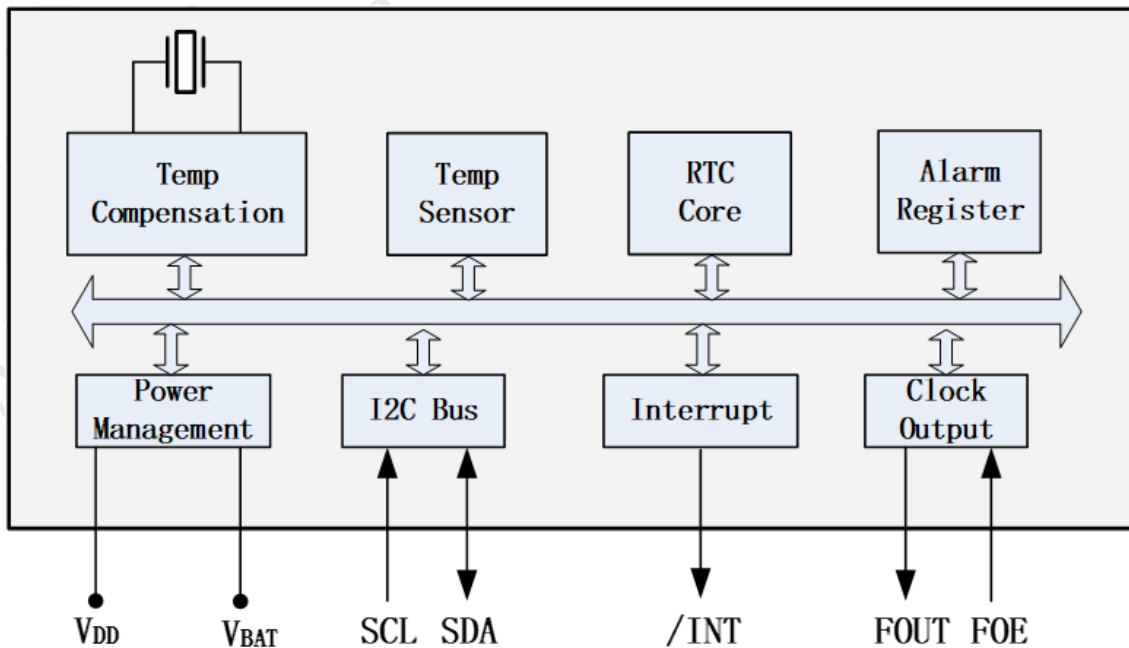 Temp
Compensation
Temp
Sensor
RTC
Core
Alarm
Register
Power
Management
I2C Bus
Interrupt
Clock
Output
VDD
VBAT
SCL
SDA
/INT
FOUT
FOE